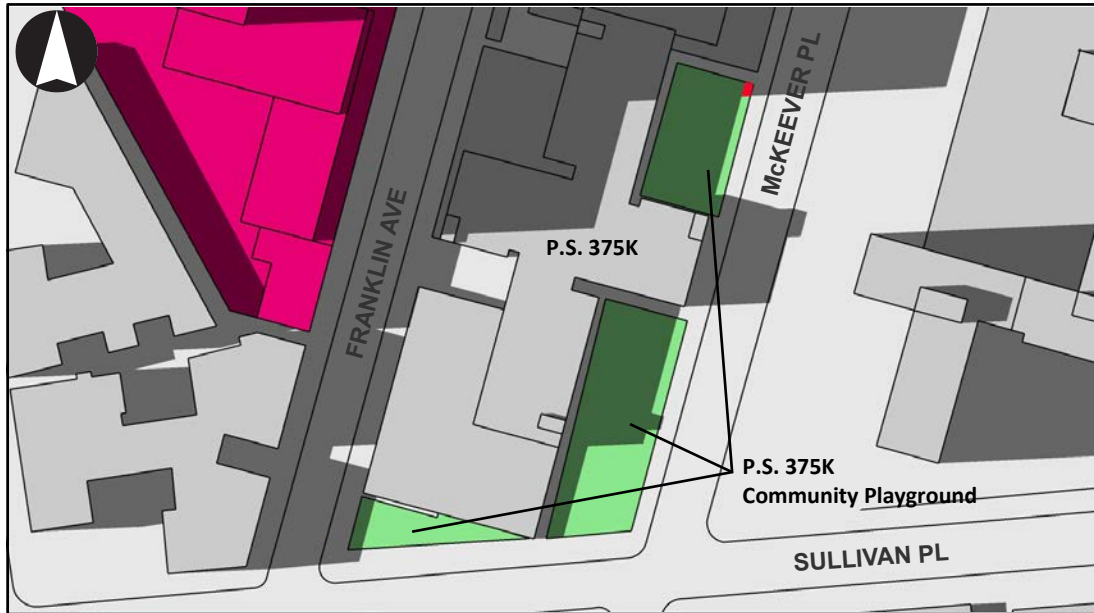 McKEEVER PL
FRANKLIN AVE
P.S. 375K
P.S. 375K
Community Playground
SULLIVAN PL